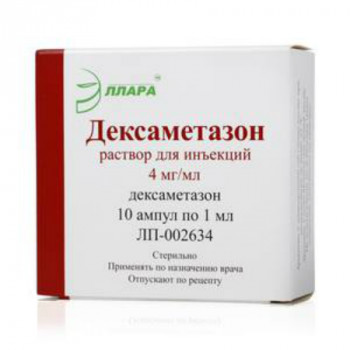 ЭЛЛАРА
Дексаметазон
раствор для инъекций
4 мг/мл
дексаметазон
10 ампул по 1 мл
ЛП-002634
Стерильно
Применять по назначению врача
Отпускают по рецепту